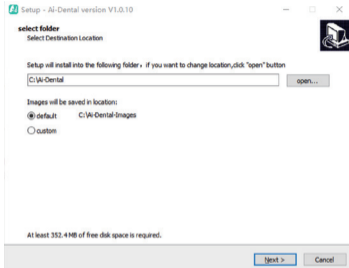 Setup - Ai-Dental version V1.0.10
select folder
Select Destination Location
Setup will install into the following folder, if you want to change location,click "open" button
C:\Ai-Dental
open...
Images will be saved in location:
default C:\Ai-Dental-Images
custom
At least 352.4 MB of free disk space is required.
Next > Cancel